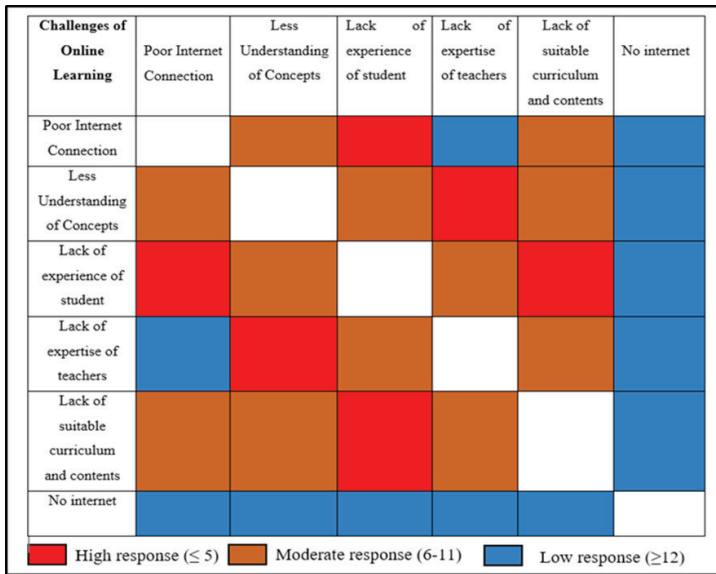 Challenges of
Online
Learning
Poor Internet
Connection
Less
Understanding
of Concepts
Lack of
experience
of student
Lack of
expertise
of teachers
Lack of
suitable
curriculum
and contents
No internet
Poor Internet
Connection
Less
Understanding
of Concepts
Lack of
experience of
student
Lack of
expertise of
teachers
Lack of
suitable
curriculum
and contents
No internet
High response (≤ 5)
Moderate response (6-11)
Low response (≥12)